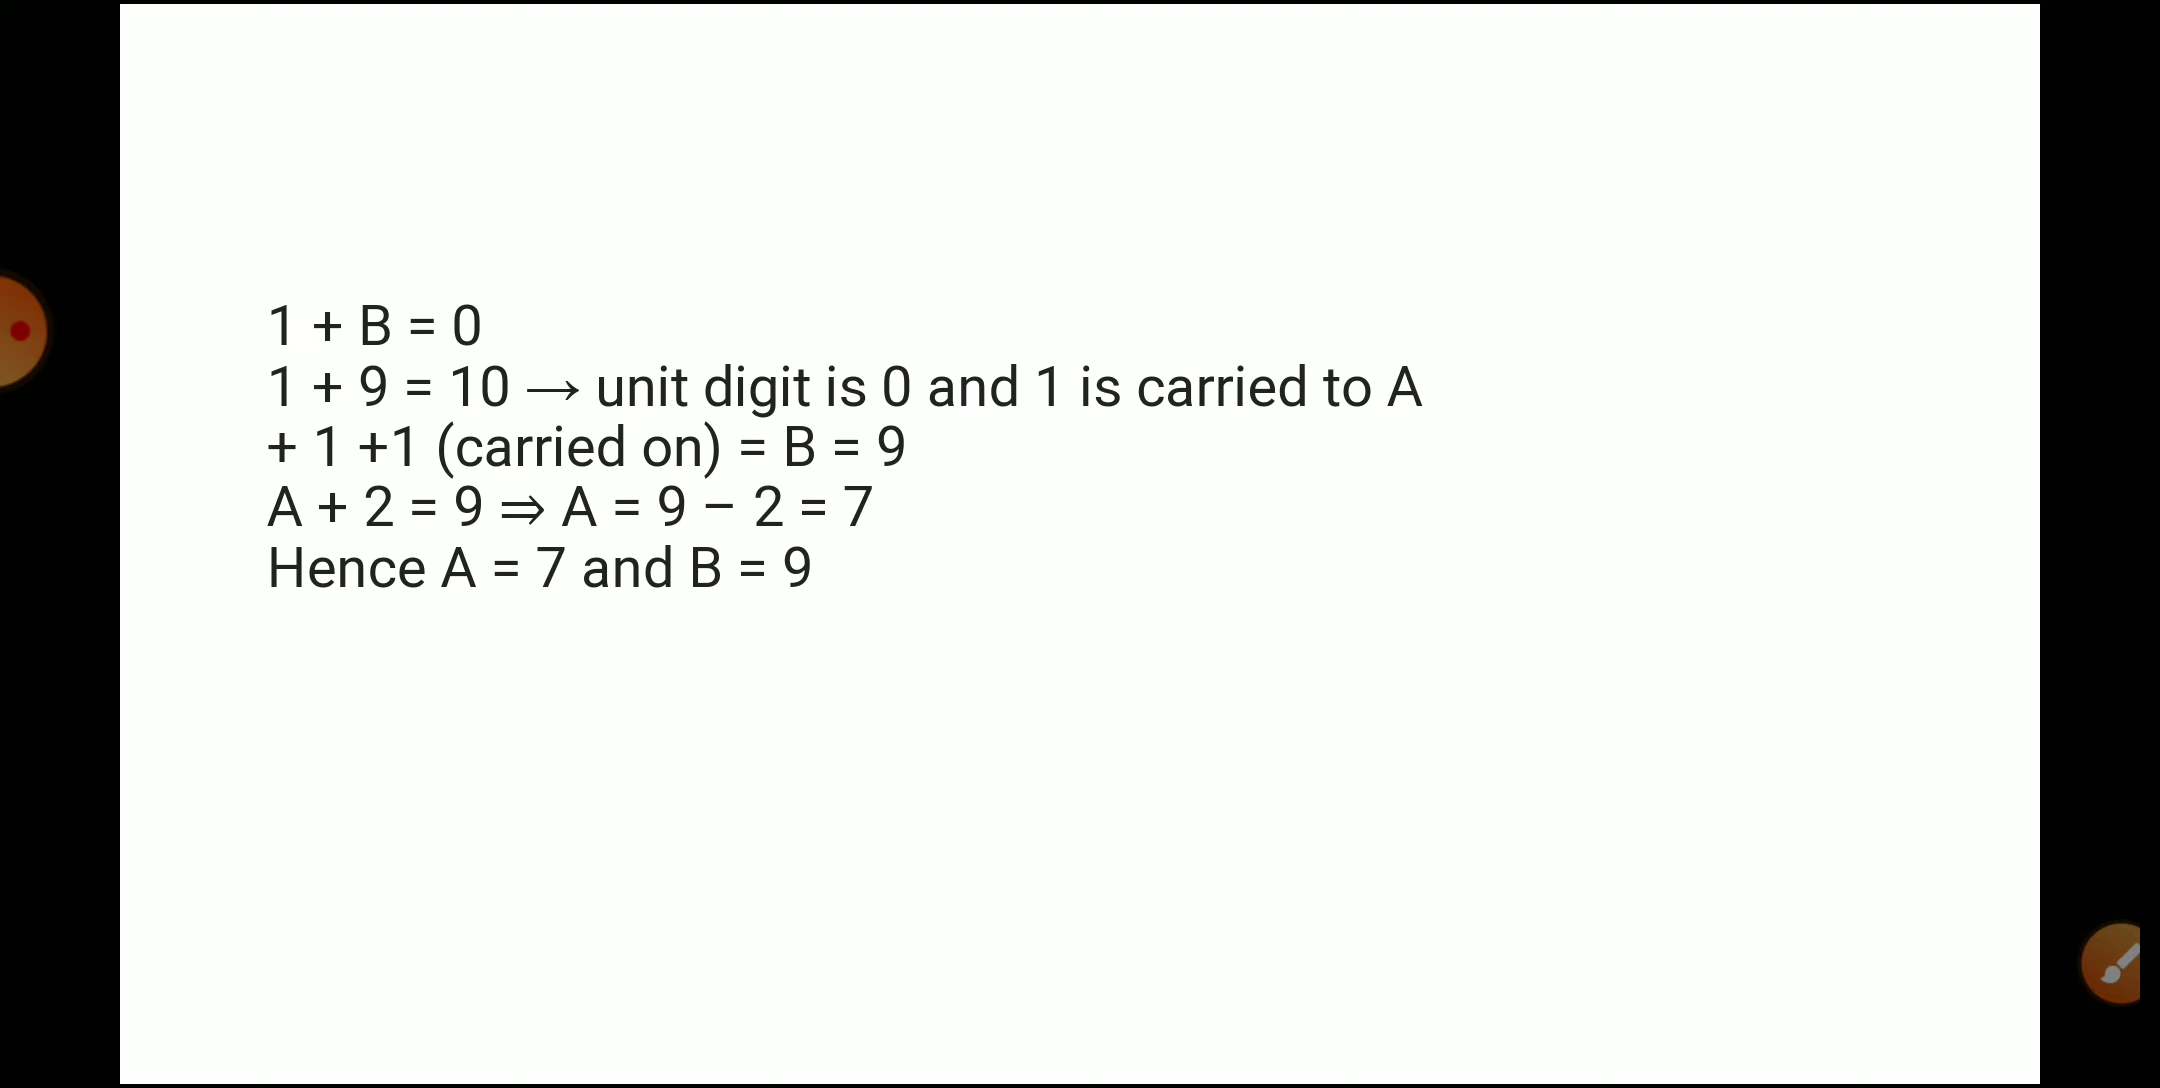 1 + B = 0
1 + 9 = 10 → unit digit is 0 and 1 is carried to A
+ 1 +1 (carried on) = B = 9
A + 2 = 9 ⇒ A = 9 – 2 = 7
Hence A = 7 and B = 9